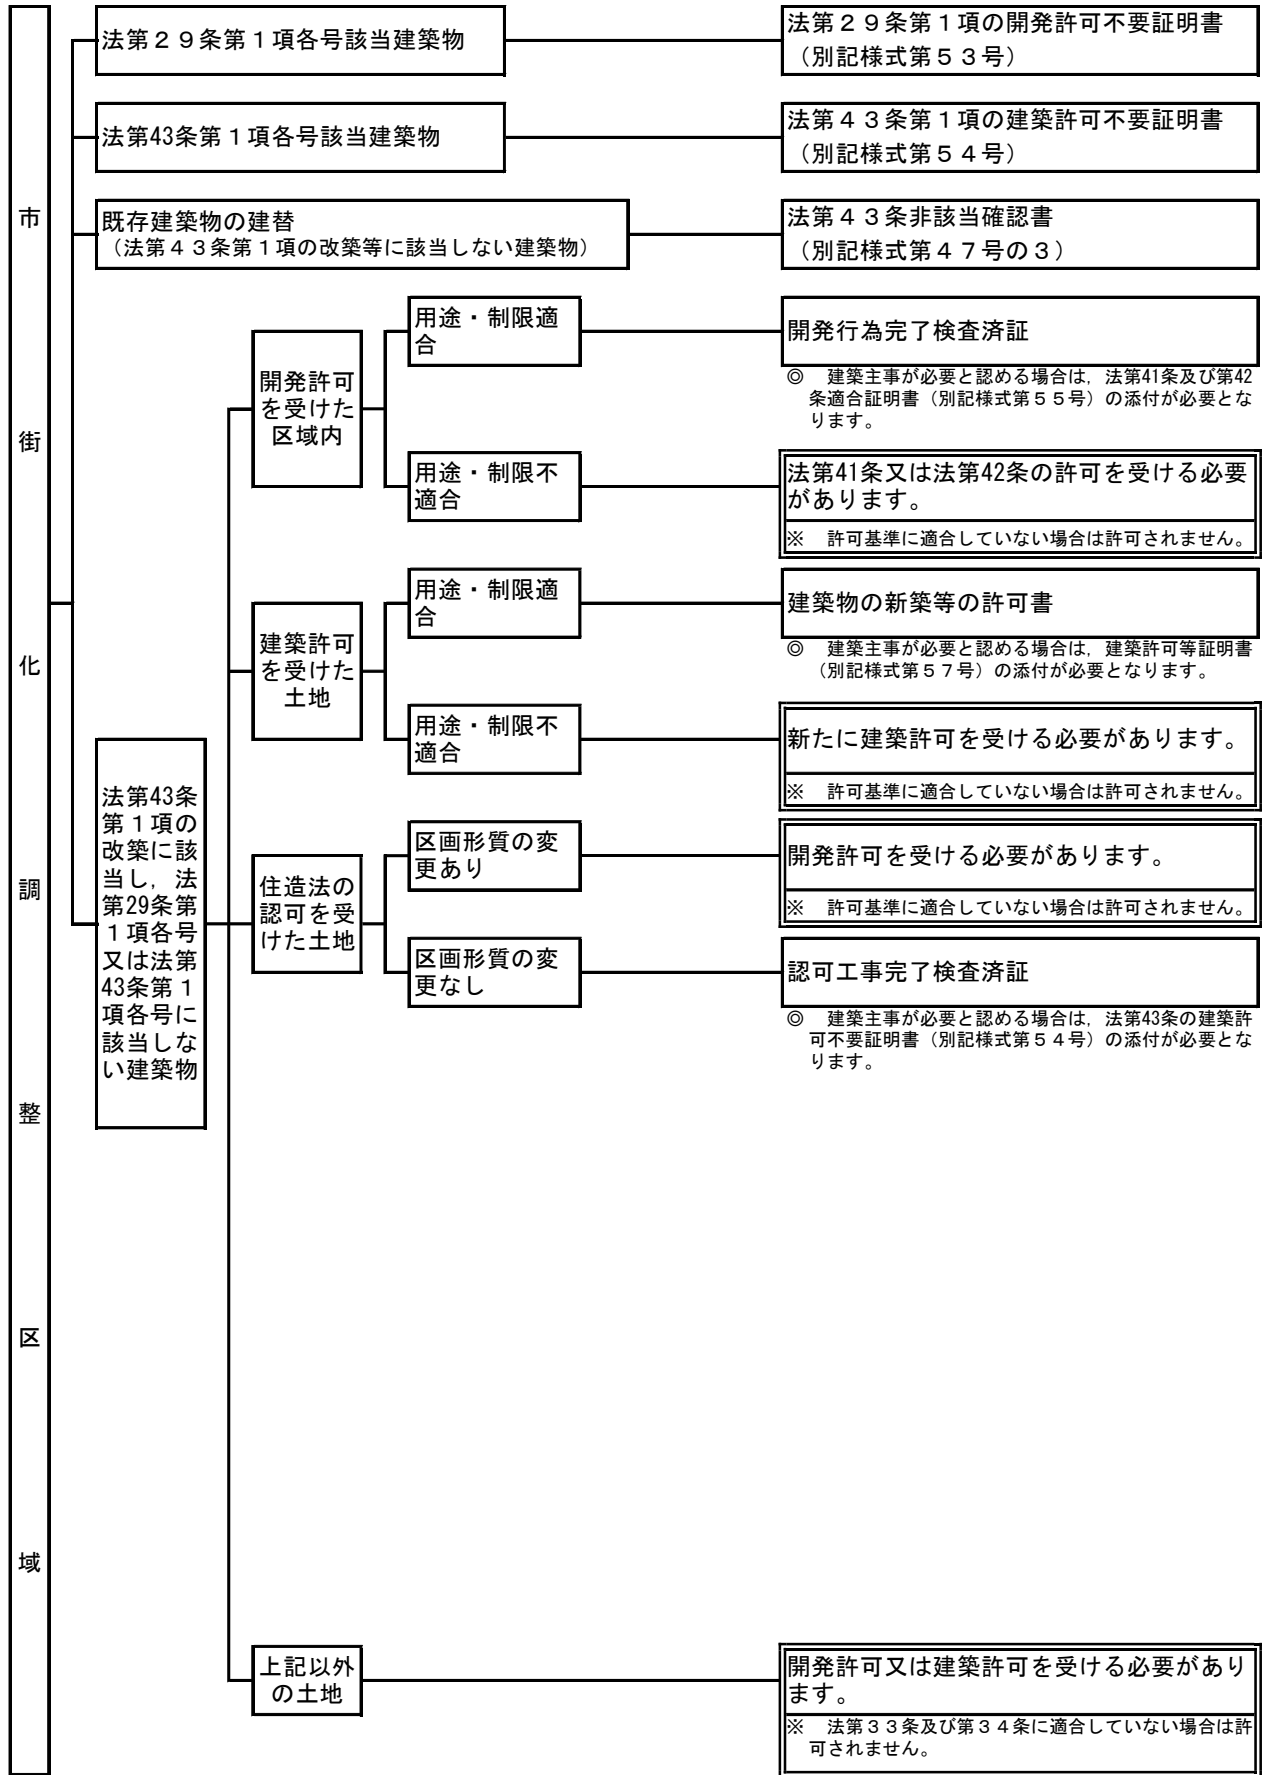 市街化調整区域
法第２９条第１項各号該当建築物
法第２９条第１項の開発許可不要証明書
（別記様式第５３号）
法第43条第１項各号該当建築物
法第４３条第１項の建築許可不要証明書
（別記様式第５４号）
既存建築物の建替
（法第４３条第１項の改築等に該当しない建築物）
法第４３条非該当確認書
（別記様式第４７号の３）
法第43条
第１項の
改築に該
当し，法
第29条第
１項各号
又は法第
43条第１
項各号に
該当しな
い建築物
開発許可
を受けた
区域内
用途・制限適
合
開発行為完了検査済証
◎　建築主事が必要と認める場合は，法第41条及び第42
条適合証明書（別記様式第５５号）の添付が必要とな
ります。
用途・制限不
適合
法第41条又は法第42条の許可を受ける必要
があります。
※　許可基準に適合していない場合は許可されません。
建築許可
を受けた
土地
用途・制限適
合
建築物の新築等の許可書
◎　建築主事が必要と認める場合は，建築許可等証明書
（別記様式第５７号）の添付が必要となります。
用途・制限不
適合
新たに建築許可を受ける必要があります。
※　許可基準に適合していない場合は許可されません。
住造法の
認可を受
けた土地
区画形質の変
更あり
開発許可を受ける必要があります。
※　許可基準に適合していない場合は許可されません。
区画形質の変
更なし
認可工事完了検査済証
◎　建築主事が必要と認める場合は，法第43条の建築許
可不要証明書（別記様式第５４号）の添付が必要とな
ります。
上記以外
の土地
開発許可又は建築許可を受ける必要があり
ます。
※　法第３３条及び第３４条に適合していない場合は許
可されません。